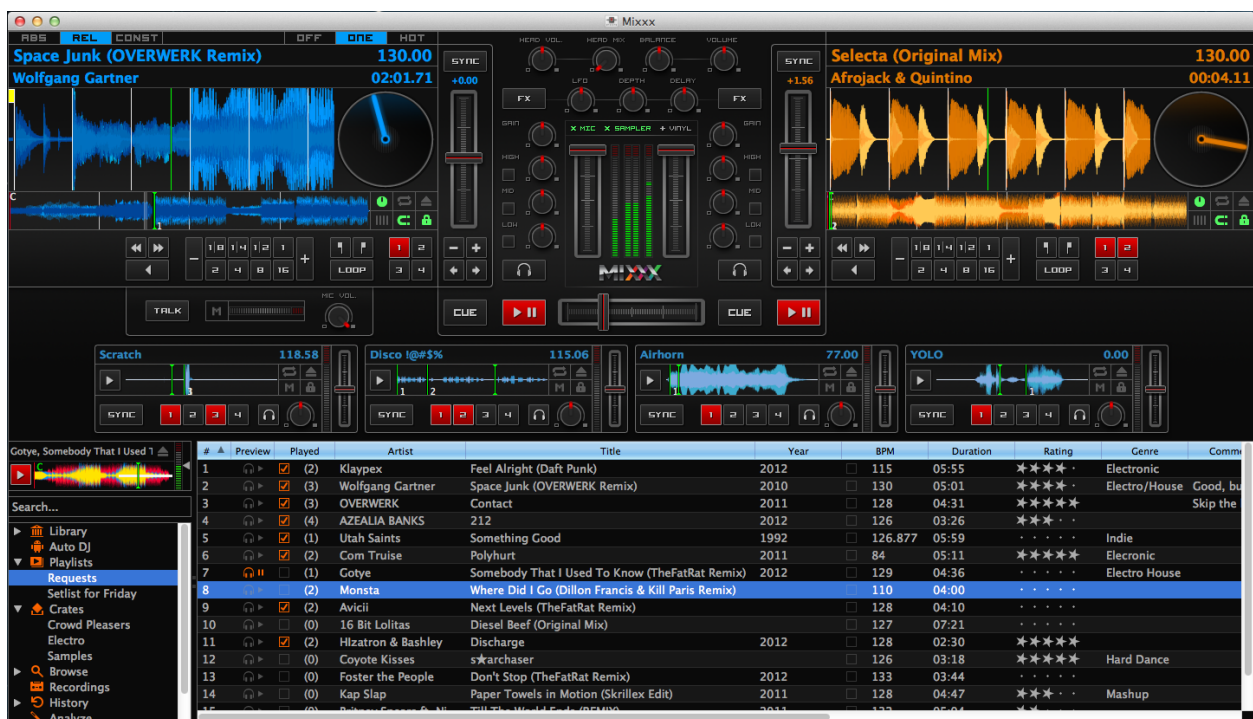 Mixxx
ABS REL CONST OFF ONE HOT
Space Junk (OVERWERK Remix) 130.00
Wolfgang Gartner 02:01.71
SYNC
+0.00
HEAD VOL. HEAD MIX BALANCE VOLUME
LFO DEPTH DELAY
FX FX
GAIN × MIC × SAMPLER + VINYL GAIN
HIGH HIGH
MID MID
LOW LOW
MIXXX
SYNC
+1.56
Selecta (Original Mix) 130.00
Afrojack & Quintino 00:04.11
C
1
2
1/8 1/4 1/2 1 1 2
2 4 8 16 LOOP 3 4
1/8 1/4 1/2 1 1 2
2 4 8 16 LOOP 3 4
TALK M MIC VOL.
CUE CUE
Scratch 118.58
M
SYNC 1 2 3 4
Disco !@#$% 115.06
1 2 M
SYNC 1 2 3 4
Airhorn 77.00
1 M
SYNC 1 2 3 4
YOLO 0.00
1 M
SYNC 1 2 3 4
Gotye, Somebody That I Used T
C
Search...
Library
Auto DJ
Playlists
Requests
Setlist for Friday
Crates
Crowd Pleasers
Electro
Samples
Browse
Recordings
History
Analyze
# Preview Played Artist Title Year BPM Duration Rating Genre Comme
1 (2) Klaypex Feel Alright (Daft Punk) 2012 115 05:55 Electronic
2 (3) Wolfgang Gartner Space Junk (OVERWERK Remix) 2010 130 05:01 Electro/House Good, bu
3 (3) OVERWERK Contact 2011 128 04:31 Skip the
4 (4) AZEALIA BANKS 212 2012 126 03:26
5 (1) Utah Saints Something Good 1992 126.877 05:59 Indie
6 (2) Com Truise Polyhurt 2011 84 05:11 Elecronic
7 (1) Gotye Somebody That I Used To Know (TheFatRat Remix) 2012 129 04:36 Electro House
8 (2) Monsta Where Did I Go (Dillon Francis & Kill Paris Remix) 110 04:00
9 (2) Avicii Next Levels (TheFatRat Remix) 128 04:10
10 (0) 16 Bit Lolitas Diesel Beef (Original Mix) 127 07:21
11 (2) HIzatron & Bashley Discharge 2012 128 02:30
12 (0) Coyote Kisses s★archaser 126 03:18 Hard Dance
13 (0) Foster the People Don't Stop (TheFatRat Remix) 2012 133 03:44
14 (0) Kap Slap Paper Towels in Motion (Skrillex Edit) 2011 128 04:47 Mashup